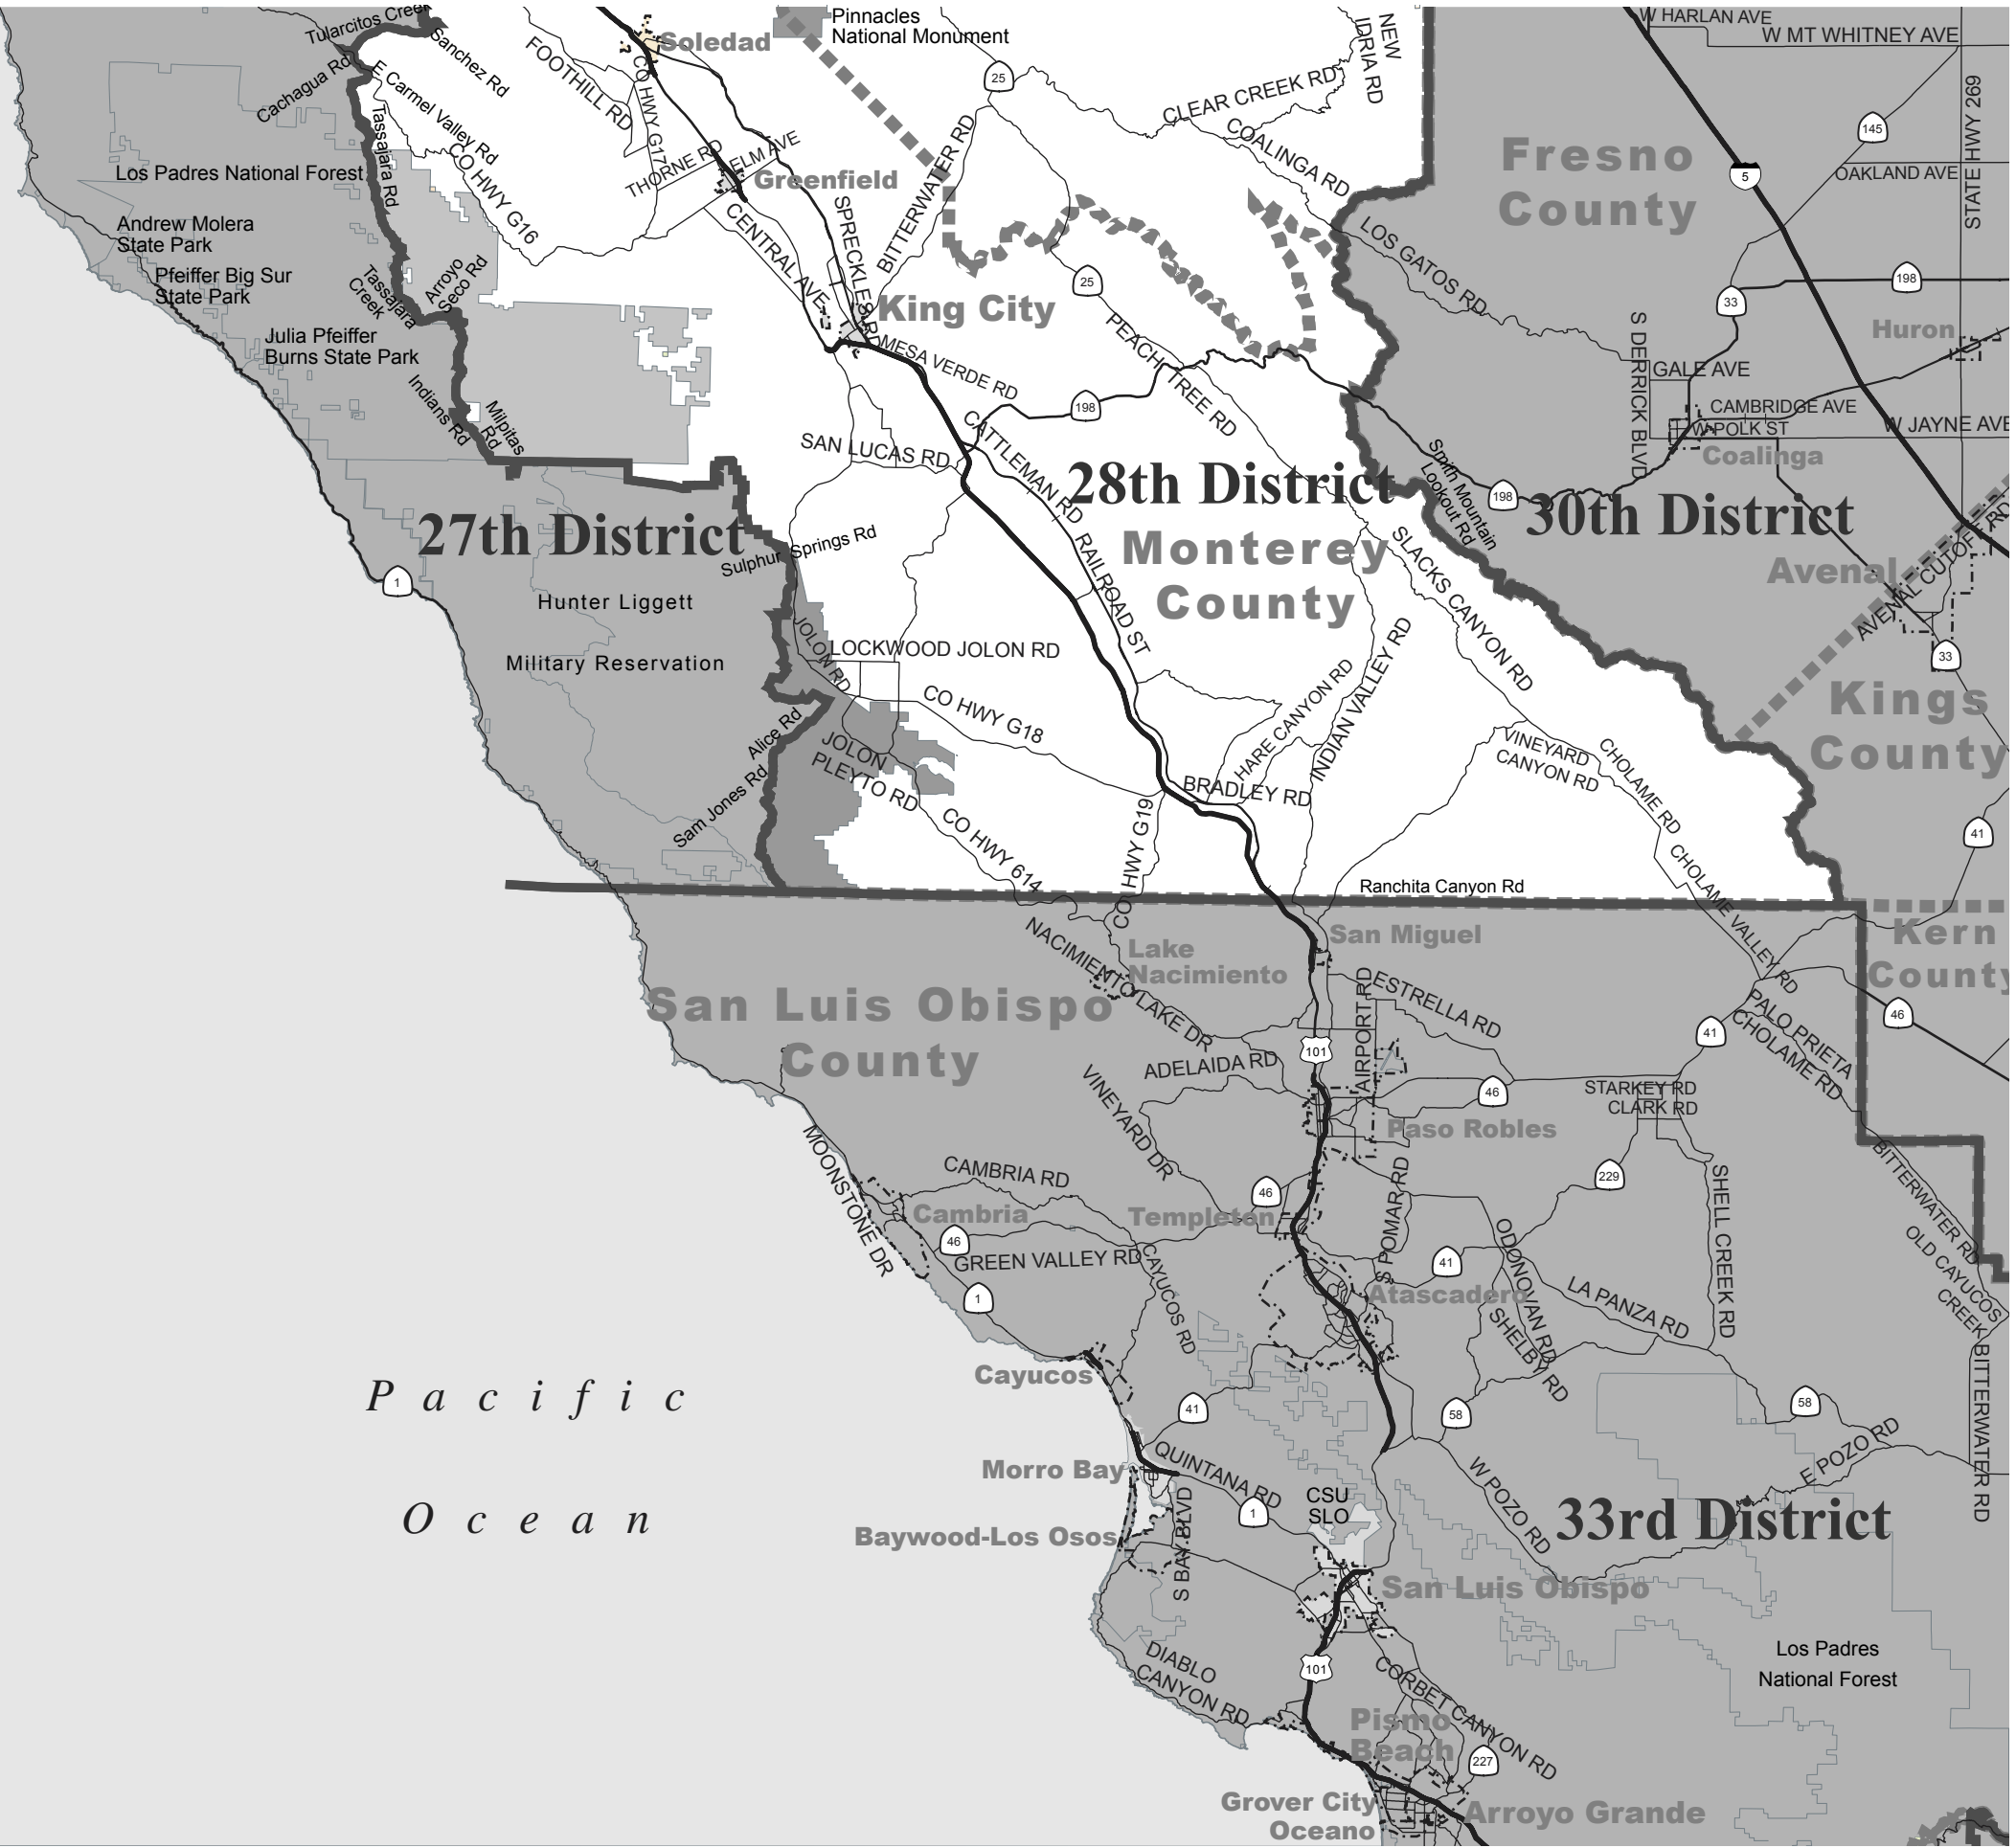 Tularcitos Creek
Sanchez Rd
Cachagua Rd
E Carmel Valley Rd
Tassajara Rd
CO HWY G16
Los Padres National Forest
Andrew Molera
State Park
Pfeiffer Big Sur
State Park
Julia Pfeiffer
Burns State Park
Tassajara
Creek
Arroyo
Seco Rd
Indians Rd
Milpitas
Rd
FOOTHILL RD
Soledad
CO HWY G17
THORNE RD
ELM AVE
Greenfield
CENTRAL AVE
SPRECKLES RD
BITTERWATER RD
Pinnacles
National Monument
25
CLEAR CREEK RD
NEW
IDRIA RD
COALINGA RD
King City
25
MESA VERDE RD
PEACH TREE RD
198
SAN LUCAS RD
CATTLEMAN RD
RAILROAD ST
28th District
Monterey
County
W HARLAN AVE
W MT WHITNEY AVE
STATE HWY 269
145
OAKLAND AVE
Fresno
County
5
LOS GATOS RD
198
33
Huron
S DERRICK BLVD
GALE AVE
CAMBRIDGE AVE
W POLK ST
W JAYNE AVE
Coalinga
Smith Mountain
Lookout Rd
198
30th District
Avenal
AVENAL CUTOFF RD
33
Kings
County
41
27th District
1
Hunter Liggett
Military Reservation
Sulphur Springs Rd
JOLON RD
LOCKWOOD JOLON RD
CO HWY G18
Alice Rd
JOLON
PLEYTO RD
Sam Jones Rd
CO HWY 614
CO HWY G19
BRADLEY RD
HARE CANYON RD
INDIAN VALLEY RD
SLACKS CANYON RD
VINEYARD
CANYON RD
CHOLAME RD
CHOLAME VALLEY RD
Ranchita Canyon Rd
Kern
County
San Luis Obispo
County
NACIMIENTO LAKE DR
Lake
Nacimiento
San Miguel
ESTRELLA RD
AIRPORT RD
101
ADELAIDA RD
VINEYARD DR
46
Paso Robles
STARKEY RD
CLARK RD
41
PALO PRIETA
CHOLAME RD
46
MOONSTONE DR
CAMBRIA RD
Cambria
46
GREEN VALLEY RD
1
CAYUCOS RD
46
Templeton
S POMAR RD
229
SHELL CREEK RD
41
Atascadero
ODONOVAN RD
SHELBY RD
LA PANZA RD
BITTERWATER RD
OLD CAYUCOS
CREEK-BITTERWATER RD
Pacific
Ocean
Cayucos
41
58
58
Morro Bay
QUINTANA RD
1
CSU
SLO
W POZO RD
E POZO RD
33rd District
Baywood-Los Osos
S BAY BLVD
San Luis Obispo
Los Padres
National Forest
DIABLO
CANYON RD
101
CORBET CANYON RD
Pismo
Beach
227
Grover City
Oceano
Arroyo Grande